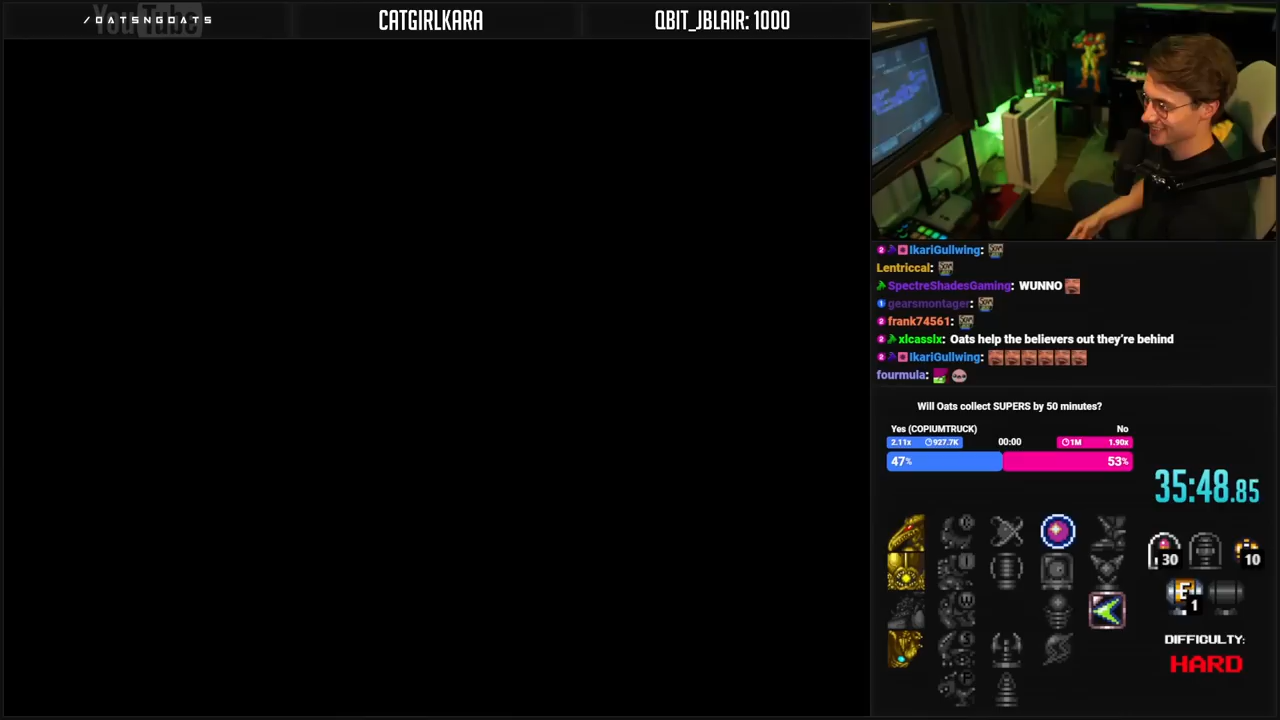 YouTube
/OATSNGOATS
CATGIRLKARA
QBIT_JBLAIR: 1000
IkariGullwing:
Lentriccal:
SpectreShadesGaming: WUNNO
gearsmontager:
frank74561:
xlcasslx: Oats help the believers out they're behind
IkariGullwing:
fourmula:
Will Oats collect SUPERS by 50 minutes?
Yes (COPIUMTRUCK) No
2.11x 927.7K 00:00 1M 1.90x
47% 53%
35:48.85
30 10
E 1
DIFFICULTY:
HARD